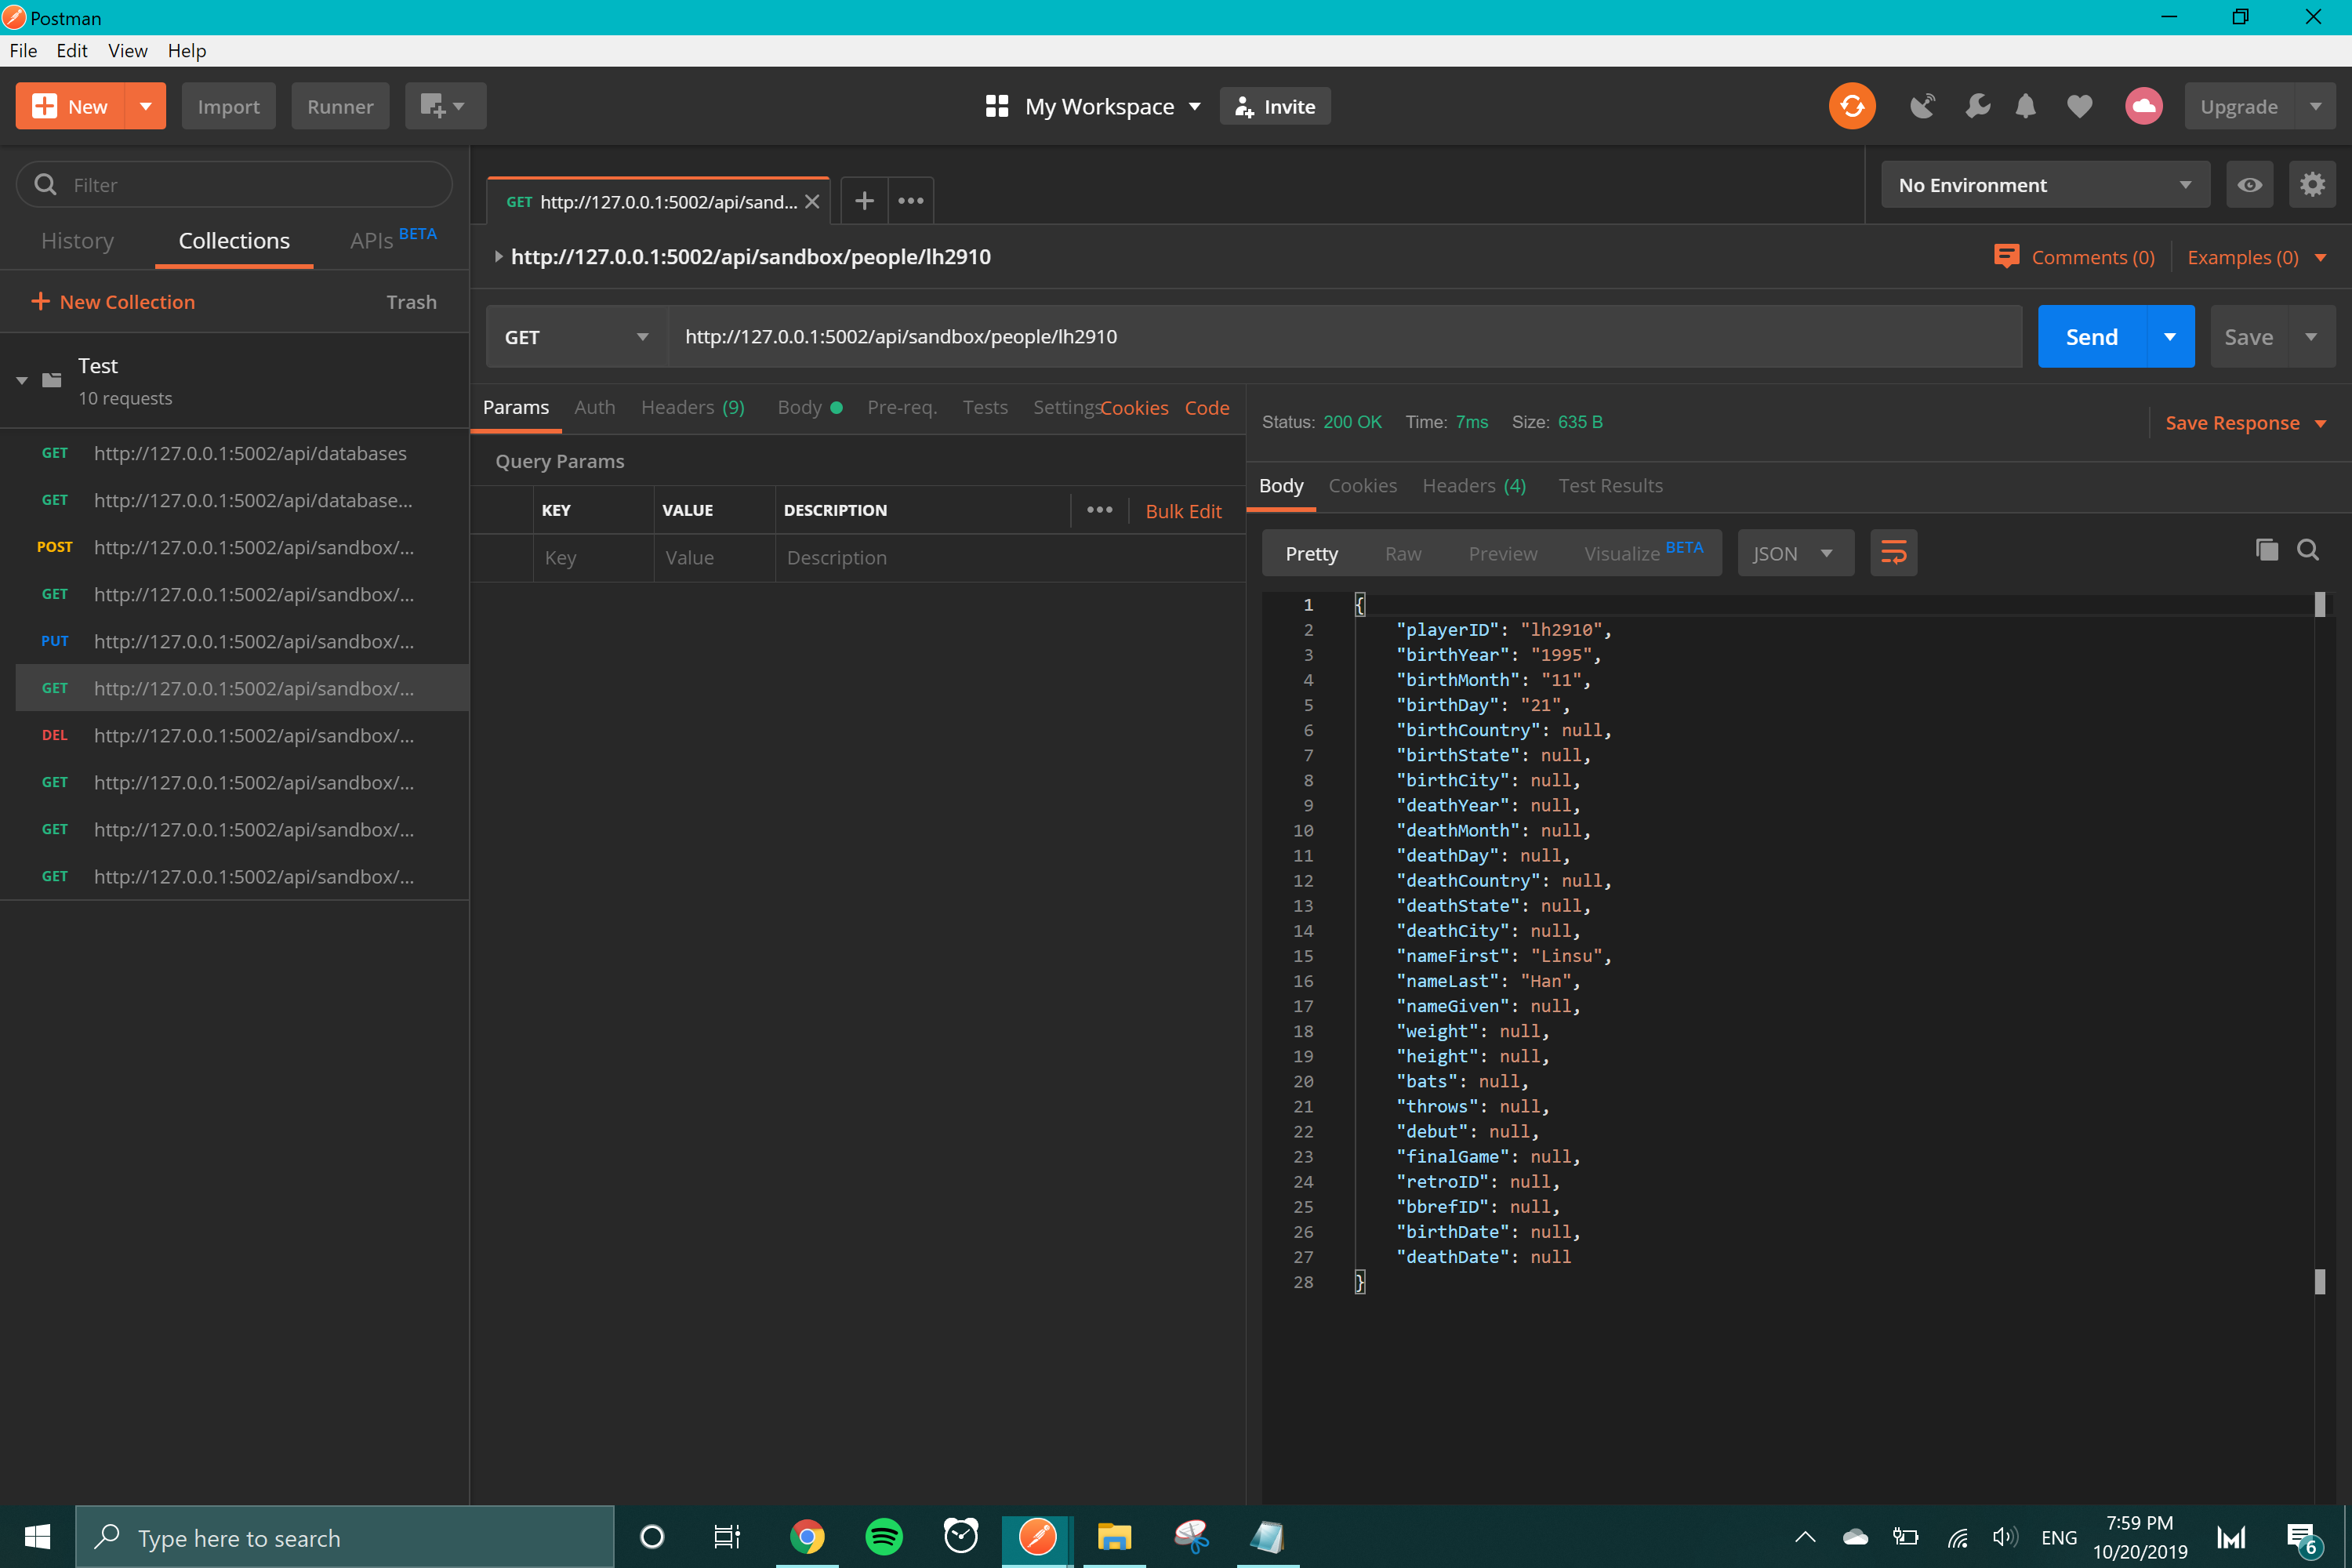 Postman
File Edit View Help
New Import Runner My Workspace Invite Upgrade
Filter
History Collections APIs BETA
+ New Collection Trash
Test
10 requests
GET http://127.0.0.1:5002/api/databases
GET http://127.0.0.1:5002/api/database...
POST http://127.0.0.1:5002/api/sandbox/...
GET http://127.0.0.1:5002/api/sandbox/...
PUT http://127.0.0.1:5002/api/sandbox/...
GET http://127.0.0.1:5002/api/sandbox/...
DEL http://127.0.0.1:5002/api/sandbox/...
GET http://127.0.0.1:5002/api/sandbox/...
GET http://127.0.0.1:5002/api/sandbox/...
GET http://127.0.0.1:5002/api/sandbox/...
GET http://127.0.0.1:5002/api/sand...
No Environment
http://127.0.0.1:5002/api/sandbox/people/lh2910
Comments (0) Examples (0)
GET http://127.0.0.1:5002/api/sandbox/people/lh2910 Send Save
Params Auth Headers (9) Body Pre-req. Tests Settings Cookies Code
Query Params
KEY VALUE DESCRIPTION Bulk Edit
Key Value Description
Status: 200 OK Time: 7ms Size: 635 B Save Response
Body Cookies Headers (4) Test Results
Pretty Raw Preview Visualize BETA JSON
1 {
2 "playerID": "lh2910",
3 "birthYear": "1995",
4 "birthMonth": "11",
5 "birthDay": "21",
6 "birthCountry": null,
7 "birthState": null,
8 "birthCity": null,
9 "deathYear": null,
10 "deathMonth": null,
11 "deathDay": null,
12 "deathCountry": null,
13 "deathState": null,
14 "deathCity": null,
15 "nameFirst": "Linsu",
16 "nameLast": "Han",
17 "nameGiven": null,
18 "weight": null,
19 "height": null,
20 "bats": null,
21 "throws": null,
22 "debut": null,
23 "finalGame": null,
24 "retroID": null,
25 "bbrefID": null,
26 "birthDate": null,
27 "deathDate": null
28 }
Type here to search
ENG
7:59 PM
10/20/2019
6